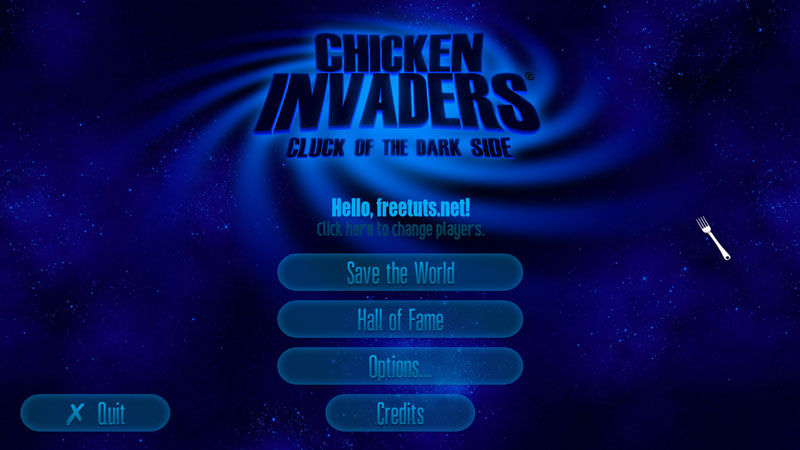 CHICKEN
INVADERS®
CLUCK OF THE DARK SIDE
Hello, freetuts.net!
Click here to change players.
Save the World
Hall of Fame
Options...
Credits
X Quit